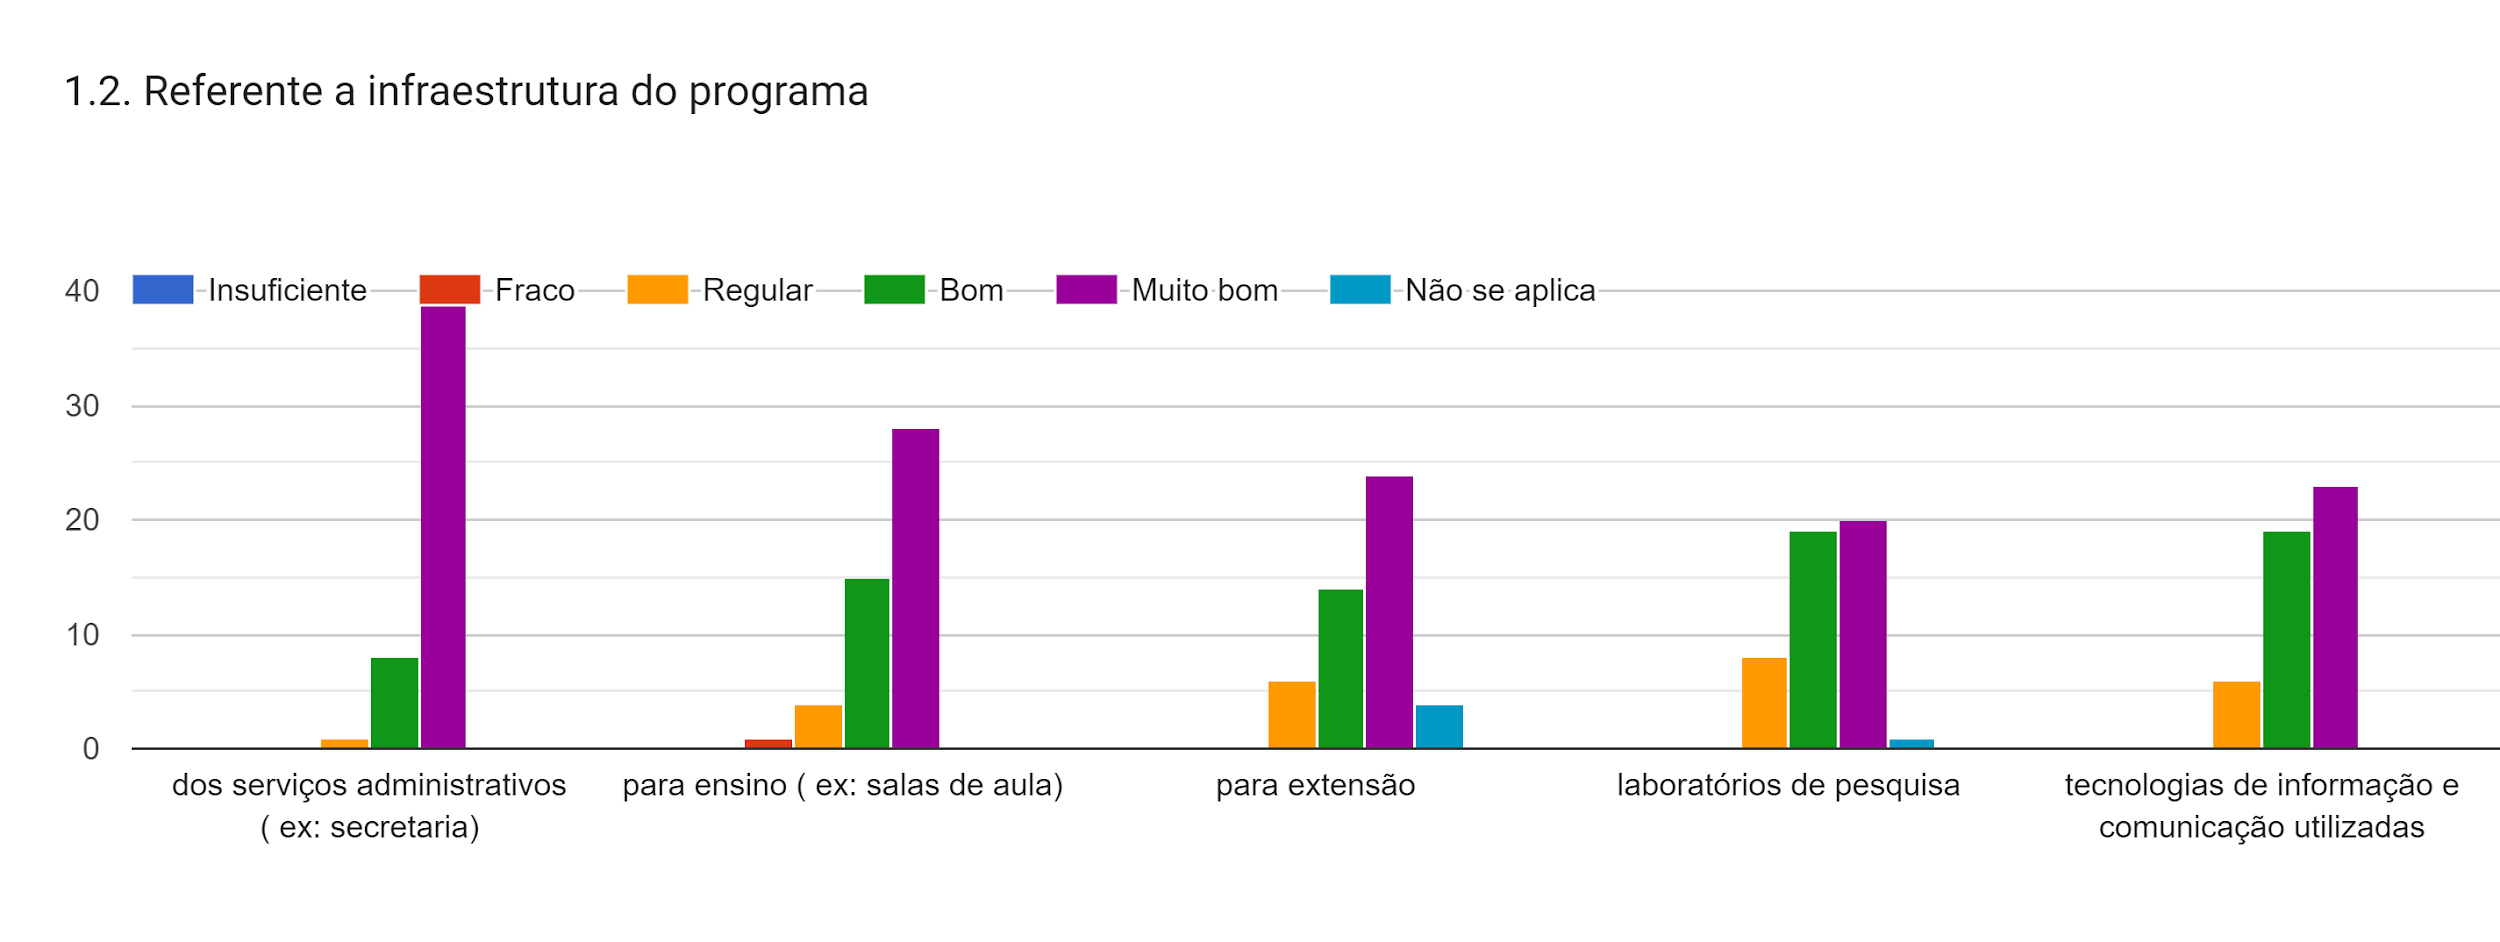 1.2. Referente a infraestrutura do programa
40 Insuficiente Fraco Regular Bom Muito bom Não se aplica
30
20
10
0
dos serviços administrativos para ensino ( ex: salas de aula) para extensão laboratórios de pesquisa tecnologias de informação e
( ex: secretaria) comunicação utilizadas